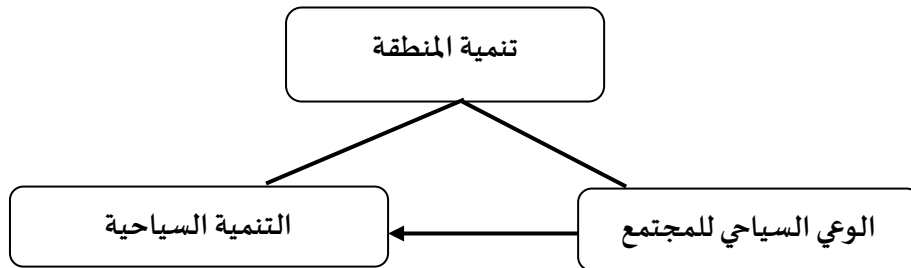 تنمية المنطقة
الوعي السياحي للمجتمع
التنمية السياحية